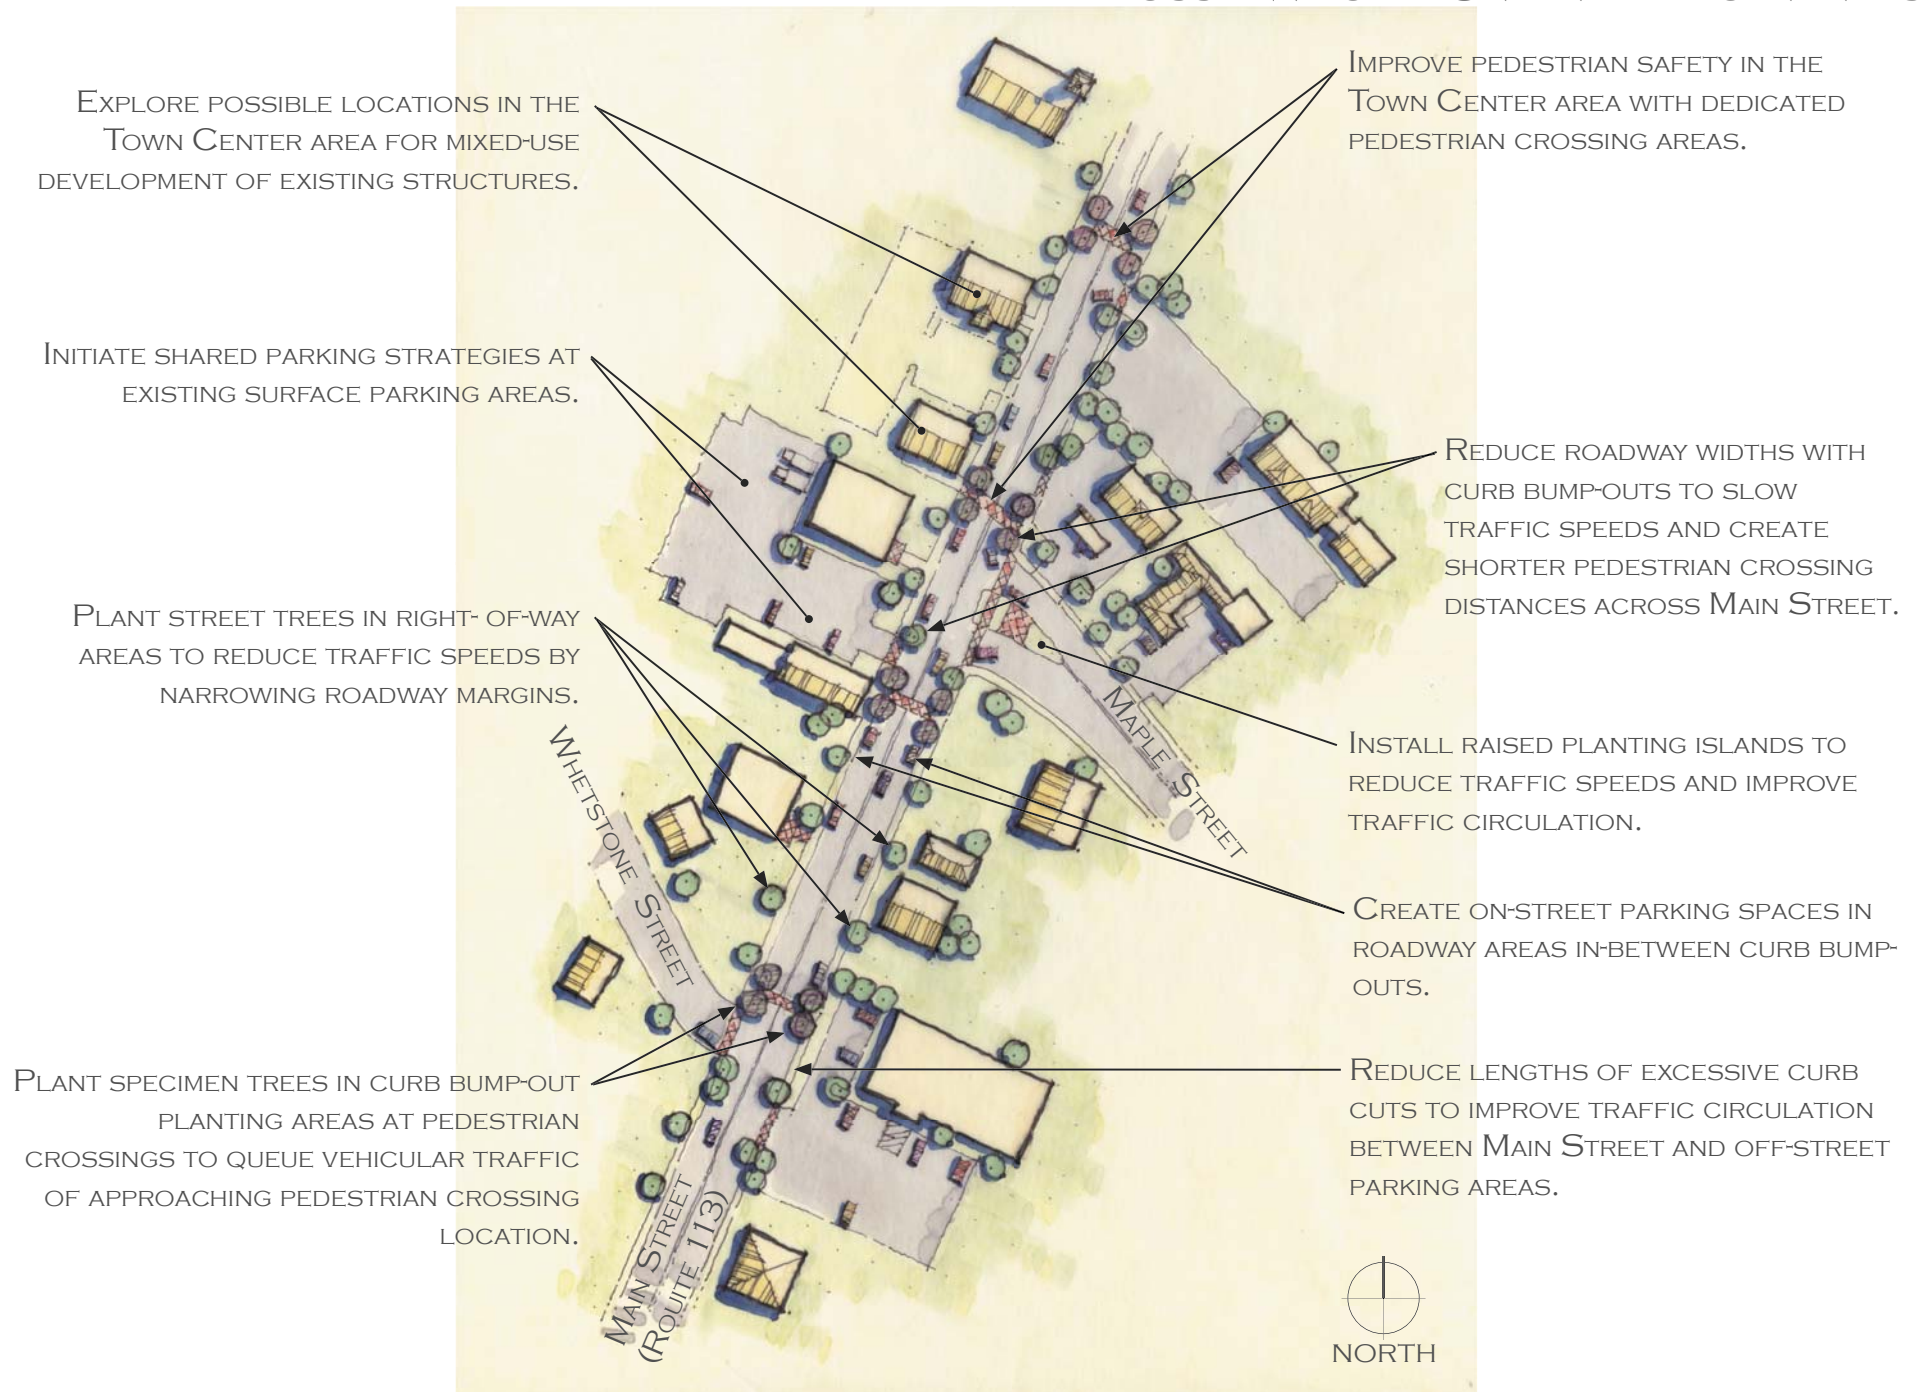 Explore possible locations in the
Town Center area for mixed-use
development of existing structures.
Initiate shared parking strategies at
existing surface parking areas.
Plant street trees in right- of-way
areas to reduce traffic speeds by
narrowing roadway margins.
Plant specimen trees in curb bump-out
planting areas at pedestrian
crossings to queue vehicular traffic
of approaching pedestrian crossing
location.
Improve pedestrian safety in the
Town Center area with dedicated
pedestrian crossing areas.
Reduce roadway widths with
curb bump-outs to slow
traffic speeds and create
shorter pedestrian crossing
distances across Main Street.
Install raised planting islands to
reduce traffic speeds and improve
traffic circulation.
Create on-street parking spaces in
roadway areas in-between curb bump-
outs.
Reduce lengths of excessive curb
cuts to improve traffic circulation
between Main Street and off-street
parking areas.
Whetstone Street
Maple Street
Main Street
(Route 113)
NORTH